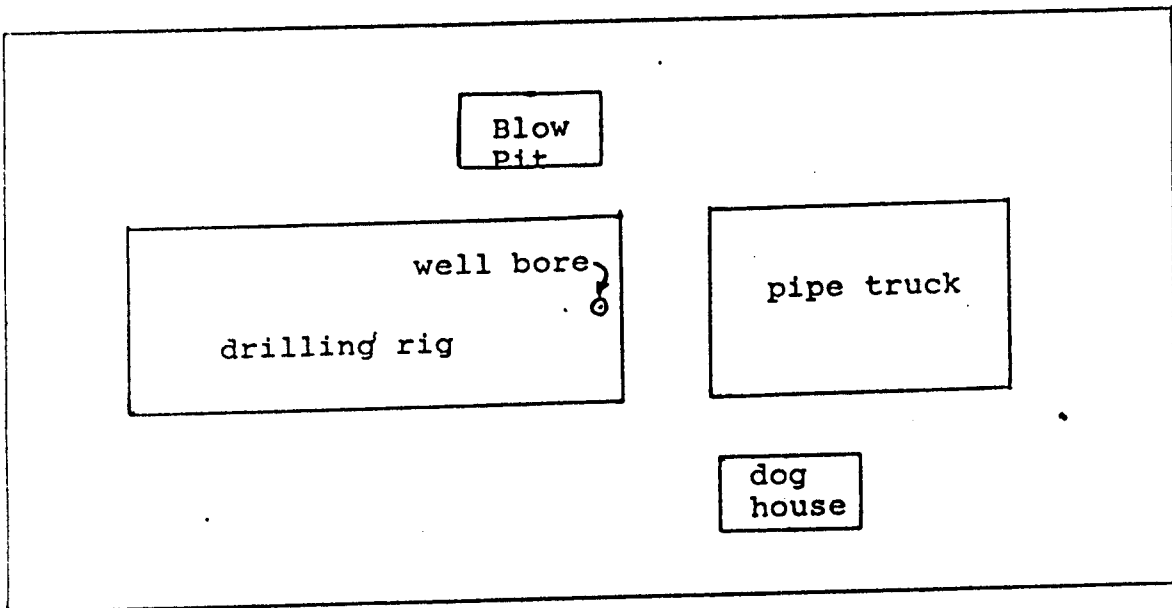 Blow
Pit
well bore
pipe truck
drilling rig
dog
house